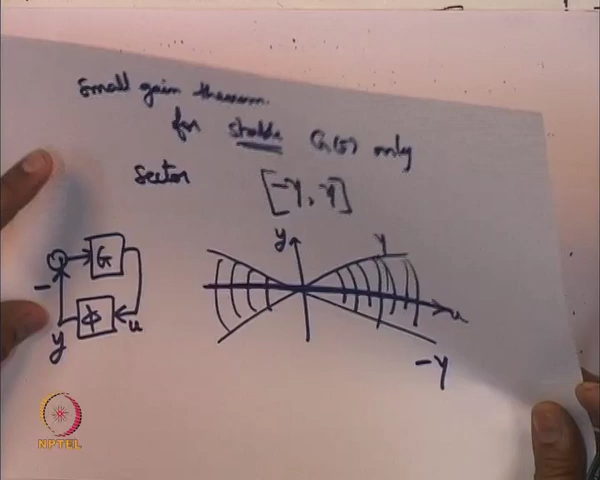 Small gain theorem.
for stable G(s) only
Sector [-γ, γ]
y
γ
G
u
-
ϕ
u
y
-γ
NPTEL